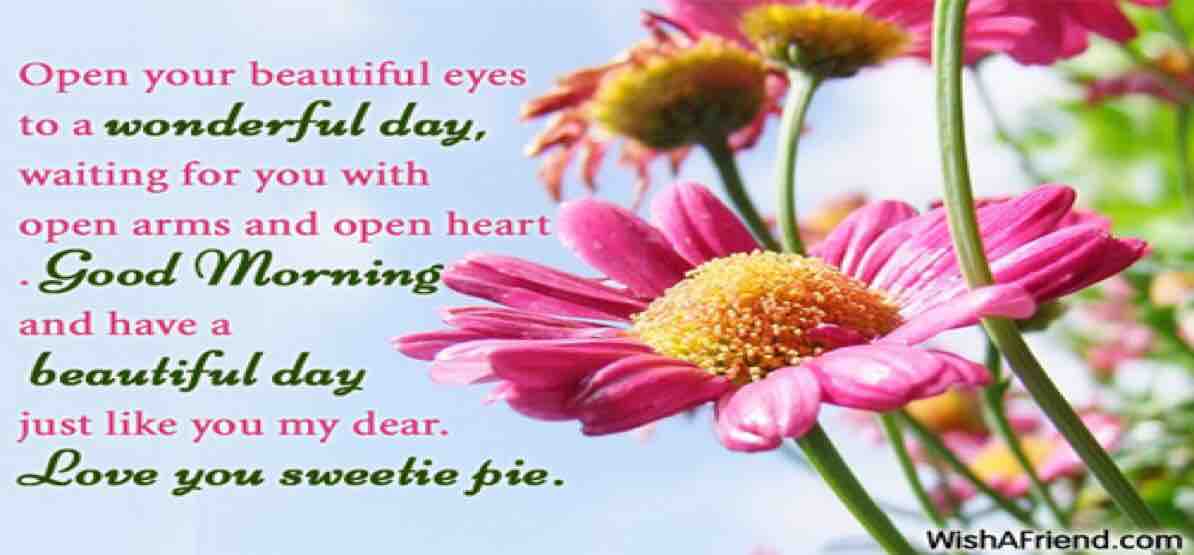 Open your beautiful eyes
to a wonderful day,
waiting for you with
open arms and open heart
. Good Morning
and have a
beautiful day
just like you my dear.
Love you sweetie pie.
WishAFriend.com